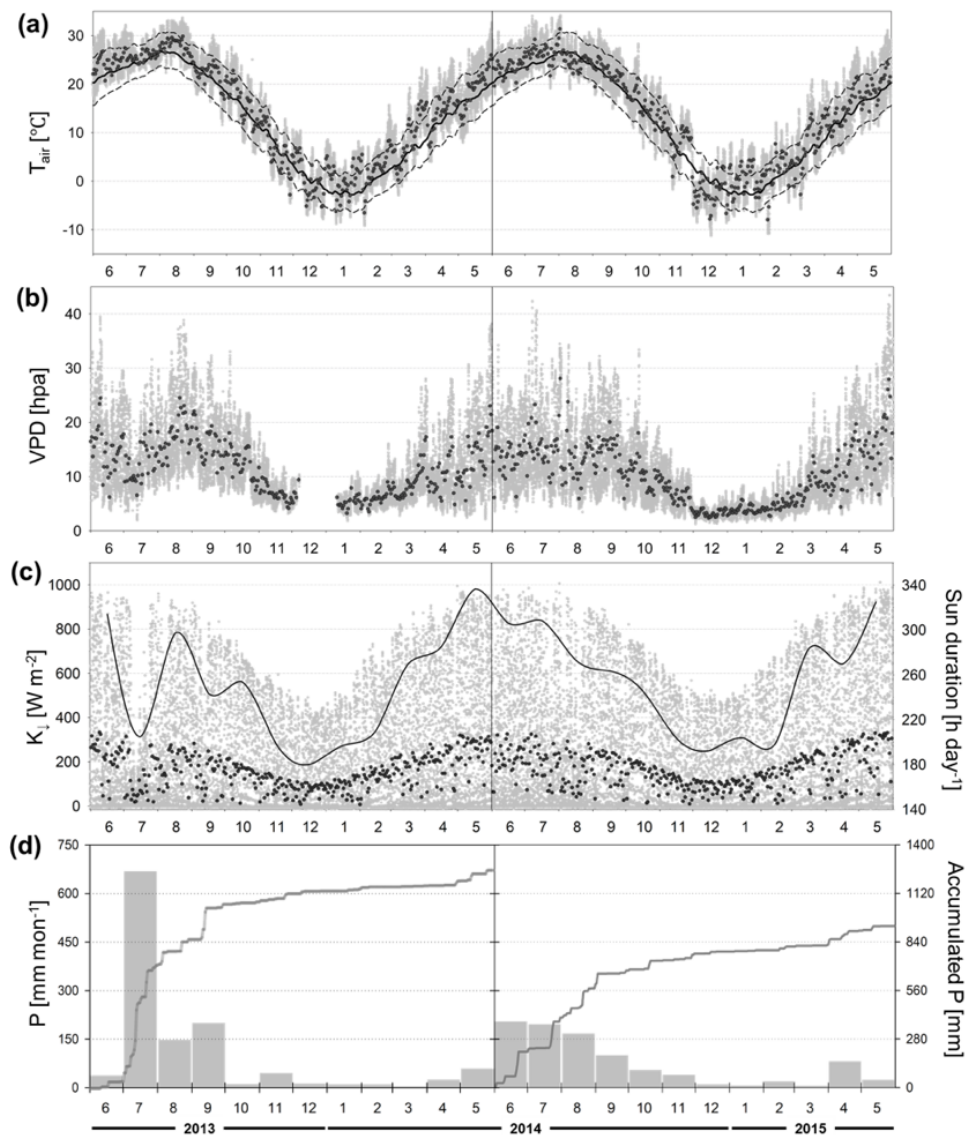 (a)
T_air [°C]
30
20
10
0
-10
6 7 8 9 10 11 12 1 2 3 4 5 6 7 8 9 10 11 12 1 2 3 4 5
(b)
VPD [hpa]
40
30
20
10
0
6 7 8 9 10 11 12 1 2 3 4 5 6 7 8 9 10 11 12 1 2 3 4 5
(c)
K↓ [W m⁻²]
1000
800
600
400
200
0
340
300
260
220
180
140
Sun duration [h day⁻¹]
6 7 8 9 10 11 12 1 2 3 4 5 6 7 8 9 10 11 12 1 2 3 4 5
(d)
P [mm mon⁻¹]
750
600
450
300
150
0
1400
1120
840
560
280
0
Accumulated P [mm]
6 7 8 9 10 11 12 1 2 3 4 5 6 7 8 9 10 11 12 1 2 3 4 5
2013 2014 2015